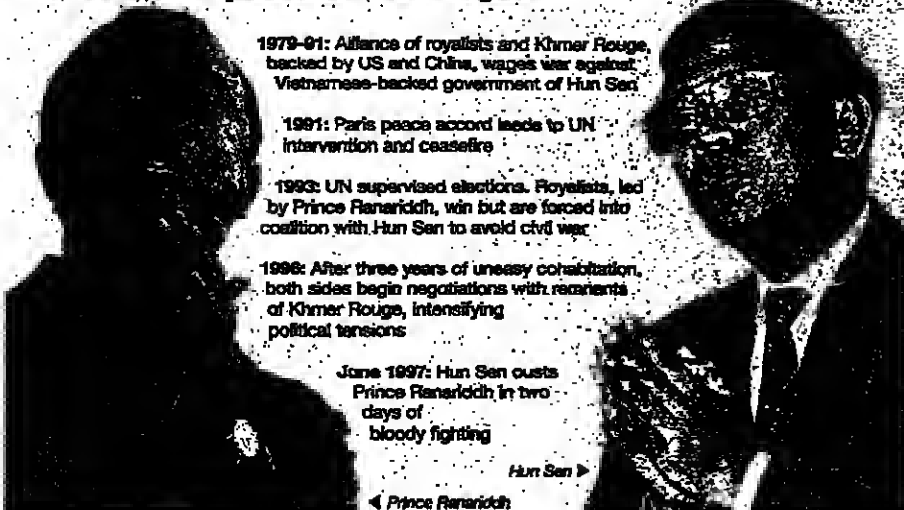 1979-91: Alliance of royalists and Khmer Rouge,
backed by US and China, wages war against
Vietnamese-backed government of Hun Sen
1991: Paris peace accord leads to UN
intervention and ceasefire
1993: UN supervised elections. Royalists, led
by Prince Ranariddh, win but are forced into
coalition with Hun Sen to avoid civil war
1996: After three years of uneasy cohabitation,
both sides begin negotiations with remnants
of Khmer Rouge, intensifying
political tensions
June 1997: Hun Sen ousts
Prince Ranariddh in two
days of
bloody fighting
Hun Sen ▶
◀ Prince Ranariddh